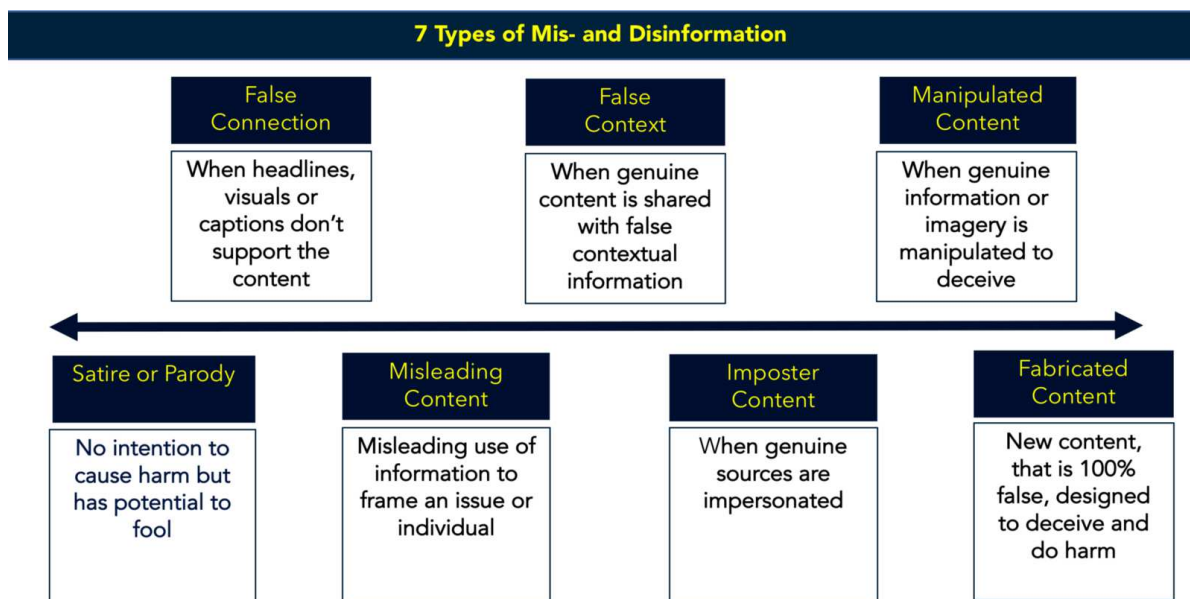 7 Types of Mis- and Disinformation
False
Connection
When headlines,
visuals or
captions don’t
support the
content
False
Context
When genuine
content is shared
with false
contextual
information
Manipulated
Content
When genuine
information or
imagery is
manipulated to
deceive
Satire or Parody
No intention to
cause harm but
has potential to
fool
Misleading
Content
Misleading use of
information to
frame an issue or
individual
Imposter
Content
When genuine
sources are
impersonated
Fabricated
Content
New content,
that is 100%
false, designed
to deceive and
do harm